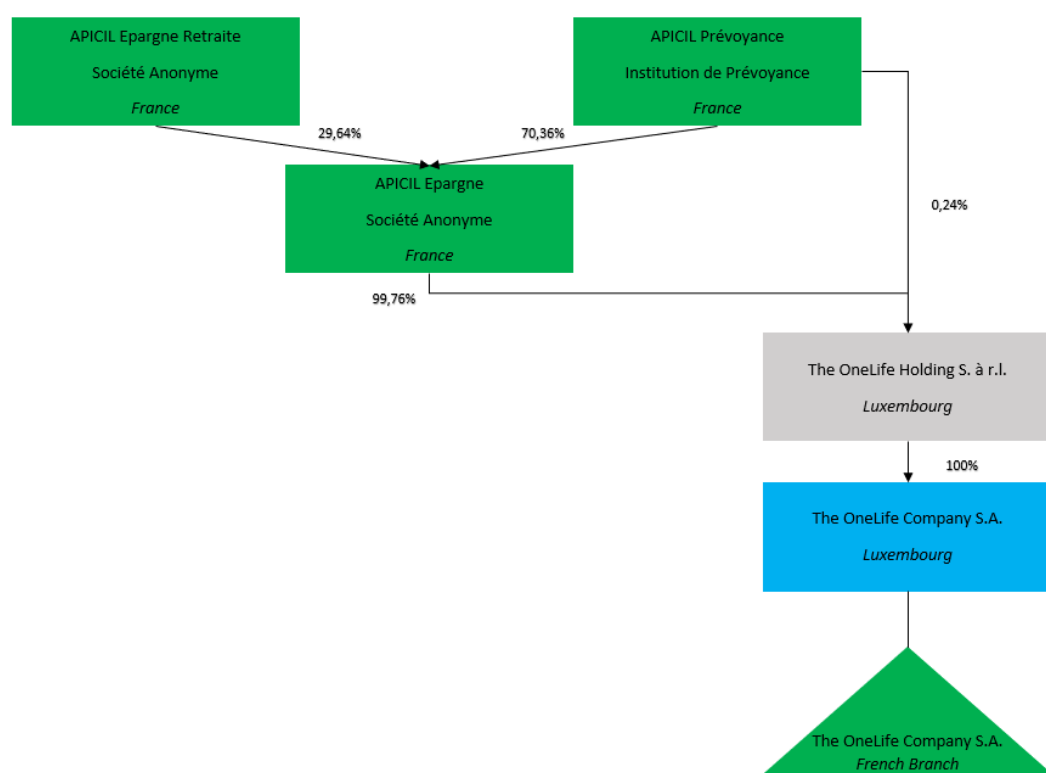 APICIL Epargne Retraite
Société Anonyme
France
APICIL Prévoyance
Institution de Prévoyance
France
29,64%
70,36%
APICIL Epargne
Société Anonyme
France
0,24%
99,76%
The OneLife Holding S. à r.l.
Luxembourg
100%
The OneLife Company S.A.
Luxembourg
The OneLife Company S.A.
French Branch